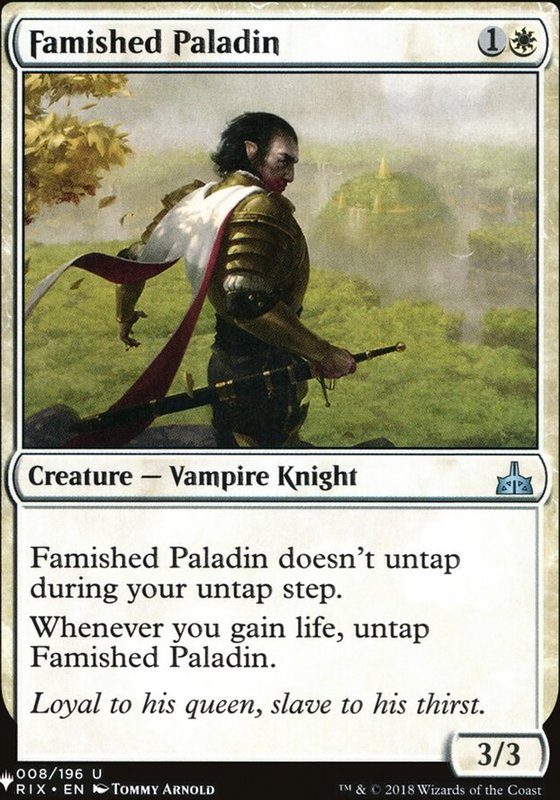 Famished Paladin 1
Creature — Vampire Knight
Famished Paladin doesn't untap
during your untap step.
Whenever you gain life, untap
Famished Paladin.
Loyal to his queen, slave to his thirst.
3/3
008/196 U
RIX • EN Tommy Arnold
™ & © 2018 Wizards of the Coast